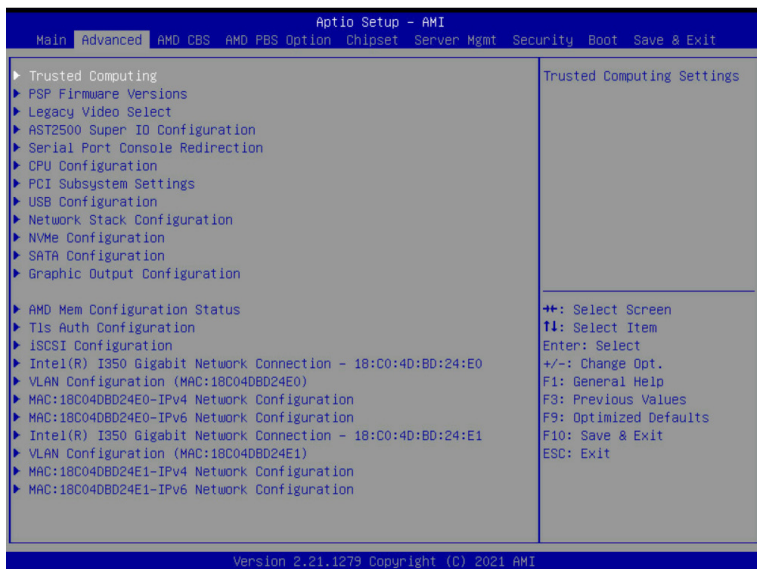 Aptio Setup - AMI
Main Advanced AMD CBS AMD PBS Option Chipset Server Mgmt Security Boot Save & Exit
Trusted Computing
PSP Firmware Versions
Legacy Video Select
AST2500 Super IO Configuration
Serial Port Console Redirection
CPU Configuration
PCI Subsystem Settings
USB Configuration
Network Stack Configuration
NVMe Configuration
SATA Configuration
Graphic Output Configuration
AMD Mem Configuration Status
Tls Auth Configuration
iSCSI Configuration
Intel(R) I350 Gigabit Network Connection - 18:C0:4D:BD:24:E0
VLAN Configuration (MAC:18C04DBD24E0)
MAC:18C04DBD24E0-IPv4 Network Configuration
MAC:18C04DBD24E0-IPv6 Network Configuration
Intel(R) I350 Gigabit Network Connection - 18:C0:4D:BD:24:E1
VLAN Configuration (MAC:18C04DBD24E1)
MAC:18C04DBD24E1-IPv4 Network Configuration
MAC:18C04DBD24E1-IPv6 Network Configuration
Trusted Computing Settings
→←: Select Screen
↑↓: Select Item
Enter: Select
+/-: Change Opt.
F1: General Help
F3: Previous Values
F9: Optimized Defaults
F10: Save & Exit
ESC: Exit
Version 2.21.1279 Copyright (C) 2021 AMI